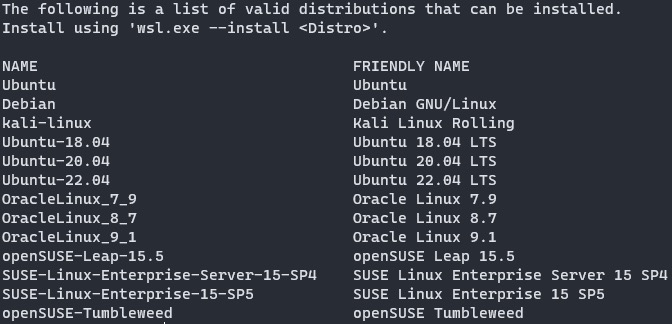 The following is a list of valid distributions that can be installed.
Install using 'wsl.exe --install <Distro>'.

NAME                                   FRIENDLY NAME
Ubuntu                                 Ubuntu
Debian                                 Debian GNU/Linux
kali-linux                             Kali Linux Rolling
Ubuntu-18.04                           Ubuntu 18.04 LTS
Ubuntu-20.04                           Ubuntu 20.04 LTS
Ubuntu-22.04                           Ubuntu 22.04 LTS
OracleLinux_7_9                        Oracle Linux 7.9
OracleLinux_8_7                        Oracle Linux 8.7
OracleLinux_9_1                        Oracle Linux 9.1
openSUSE-Leap-15.5                     openSUSE Leap 15.5
SUSE-Linux-Enterprise-Server-15-SP4    SUSE Linux Enterprise Server 15 SP4
SUSE-Linux-Enterprise-15-SP5           SUSE Linux Enterprise 15 SP5
openSUSE-Tumbleweed                    openSUSE Tumbleweed